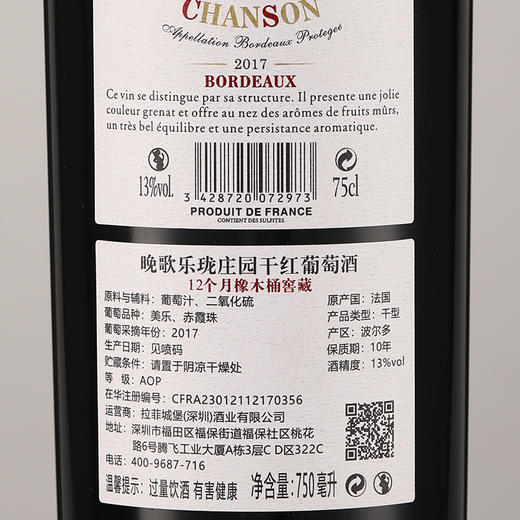 CHANSON
Appellation Bordeaux Protegée
2017
BORDEAUX
Ce vin se distingue par sa structure. Il presente une jolie
couleur grenat et offre au nez des arômes de fruits mûrs,
un très bel équilibre et une persistance aromatique.
13%vol.
3 428720 072973
75cl
PRODUIT DE FRANCE
CONTIENT DES SULFITES
晚歌乐珑庄园干红葡萄酒
12个月橡木桶窖藏
原料与辅料：葡萄汁、二氧化硫
原产国：法国
葡萄品种：美乐、赤霞珠
产品类型：干型
葡萄采摘年份：2017
产区：波尔多
生产日期：见喷码
保质期：10年
贮藏条件：请置于阴凉干燥处
酒精度：13%vol
等 级：AOP
在华注册编号：CFRA23012112170356
运营商：拉菲城堡(深圳)酒业有限公司
地址：深圳市福田区福保街道福保社区桃花
路6号腾飞工业大厦A栋3层C D区322C
电话：400-9687-716
温馨提示：过量饮酒 有害健康
净含量：750毫升